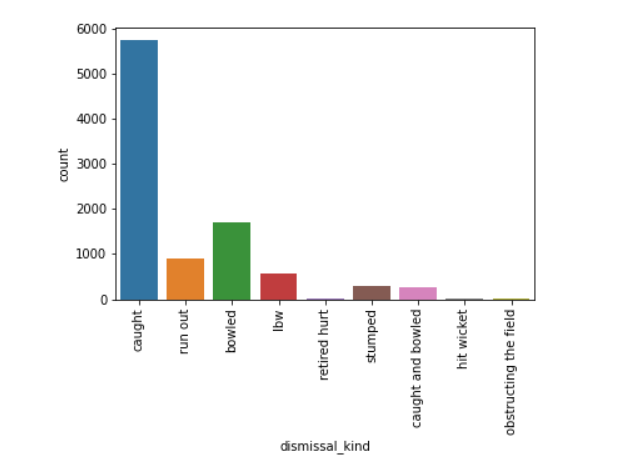 6000
5000
4000
3000
2000
1000
0
count
caught
run out
bowled
lbw
retired hurt
stumped
caught and bowled
hit wicket
obstructing the field
dismissal_kind